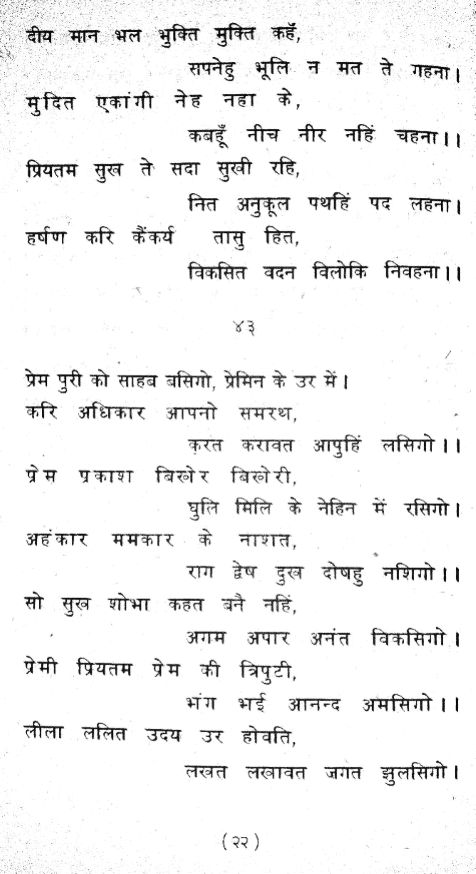 दीय मान भल भुक्ति मुक्ति कहँ,
सपनेहु भूलि न मत ते गहना।
मुदित एकांगी नेह नहा के,
कबहूँ नीच नीर नहिं चहना।।
प्रियतम सुख ते सदा सुखी रहि,
नित अनुकूल पथहिं पद लहना।
हर्षण करि कैंकर्य तासु हित,
विकसित वदन विलोकि निवहना।।
४३
प्रेम पुरी को साहब बसिगो, प्रेमिन के उर में।
करि अधिकार आपनो समरथ,
करत करावत आपुहिं लसिगो।।
प्रेम प्रकाश बिखेर बिखेरी,
घुलि मिलि के नेहिन में रसिगो।
अहंकार ममकार के नाशत,
राग द्वेष दुख दोषहु नशिगो।।
सो सुख शोभा कहत बनै नहिं,
अगम अपार अनंत विकसिगो।
प्रेमी प्रियतम प्रेम की त्रिपुटी,
भंग भई आनन्द अमसिगो।।
लीला ललित उदय उर होवति,
लखत लखावत जगत झुलसिगो।
(२२)